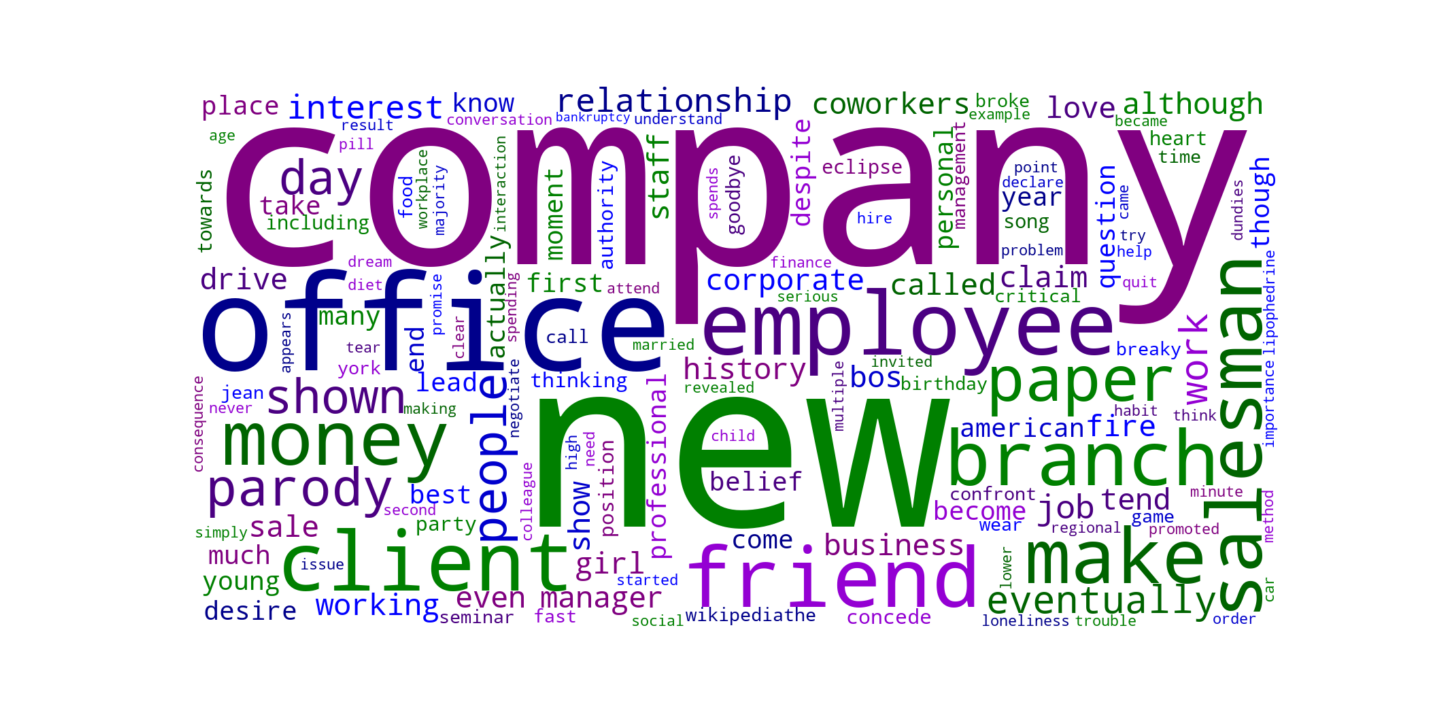 company
new
office
employee
salesman
client
friend
branch
money
make
paper
parody
shown
people
day
eventually
relationship
coworkers
although
interest
know
place
love
broke
example
became
heart
time
age
result
pill
conversation
bankruptcy
understand
take
including
food
workplace
majority
interaction
moment
authority
staff
spends
goodbye
despite
eclipse
hire
personal
management
point
declare
year
song
problem
question
came
try
help
dundies
though
towards
drive
dream
diet
many
appears
promise
end
clear
actually
spending
first
attend
corporate
finance
serious
called
critical
claim
quit
lipophedrine
tear
york
call
married
history
revealed
multiple
bos
invited
birthday
breaky
work
jean
never
making
lead
negotiate
thinking
professional
consequence
habit
think
importance
american
fire
best
second
colleague
high
need
child
belief
position
show
confront
become
wear
job
tend
regional
game
promoted
minute
method
simply
sale
party
much
young
issue
girl
started
come
business
lower
car
desire
working
even
manager
seminar
fast
social
wikipediathe
concede
loneliness
trouble
order